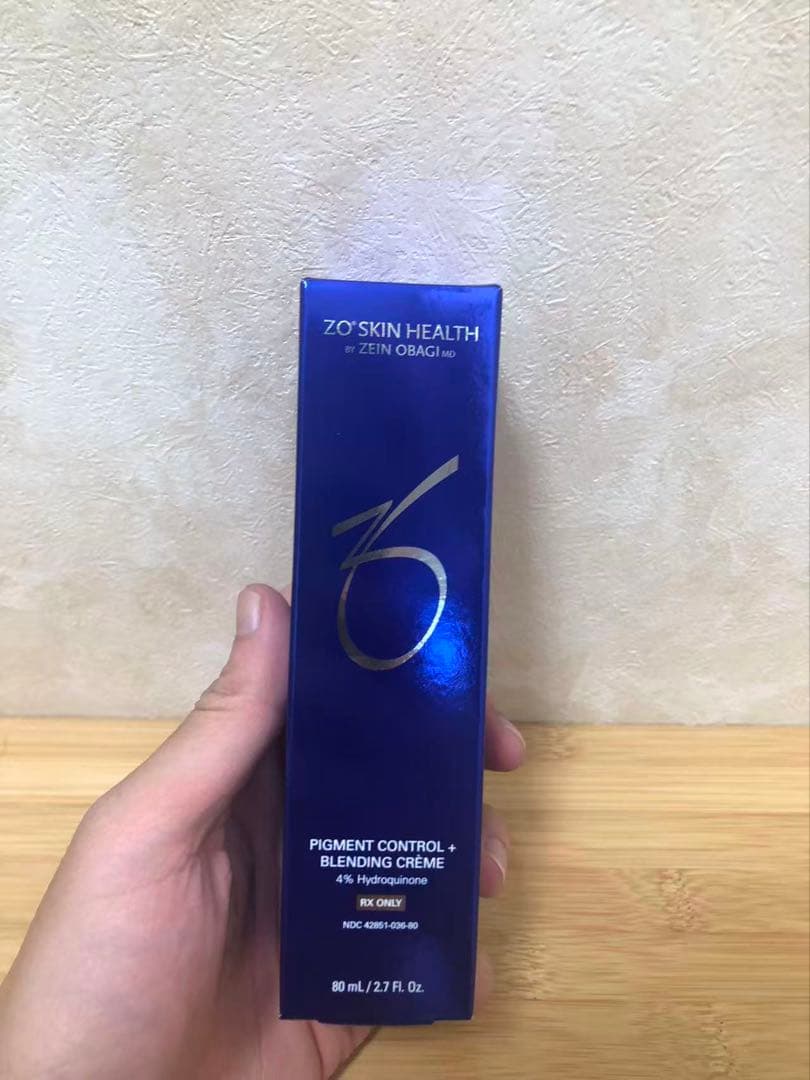 ZO® SKIN HEALTH
BY ZEIN OBAGI MD
ZO
PIGMENT CONTROL +
BLENDING CRÈME
4% Hydroquinone
RX ONLY
NDC 42851-036-80
80 mL / 2.7 Fl. Oz.